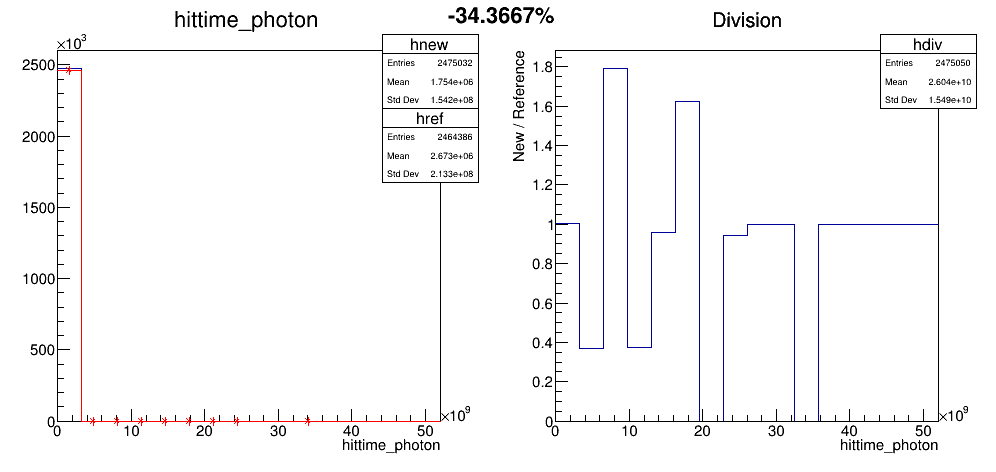 -34.3667%
hittime_photon
×10³
2500
2000
1500
1000
500
0
0 10 20 30 40 50
×10⁹
hittime_photon
hnew
Entries 2475032
Mean 1.754e+06
Std Dev 1.542e+08
href
Entries 2464386
Mean 2.673e+06
Std Dev 2.133e+08
Division
New / Reference
1.8
1.6
1.4
1.2
1
0.8
0.6
0.4
0.2
0
0 10 20 30 40 50
×10⁹
hittime_photon
hdiv
Entries 2475050
Mean 2.604e+10
Std Dev 1.549e+10